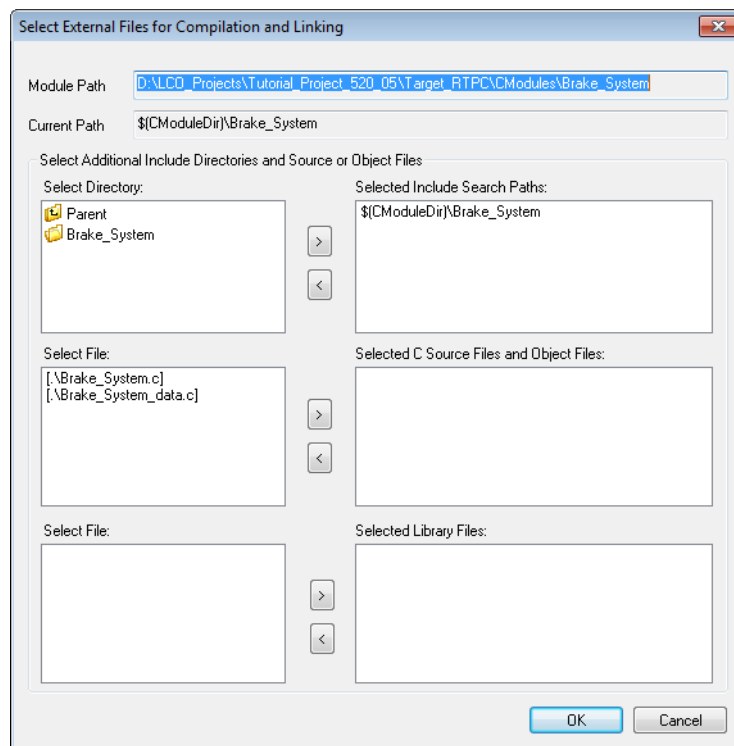 Select External Files for Compilation and Linking
Module Path
D:\LCO_Projects\Tutorial_Project_520_05\Target_RTPC\CModules\Brake_System
Current Path
$(CModuleDir)\Brake_System
Select Additional Include Directories and Source or Object Files
Select Directory:
Selected Include Search Paths:
Parent
$(CModuleDir)\Brake_System
Brake_System
>
<
Select File:
Selected C Source Files and Object Files:
[.\Brake_System.c]
[.\Brake_System_data.c]
>
<
Select File:
Selected Library Files:
>
<
OK
Cancel